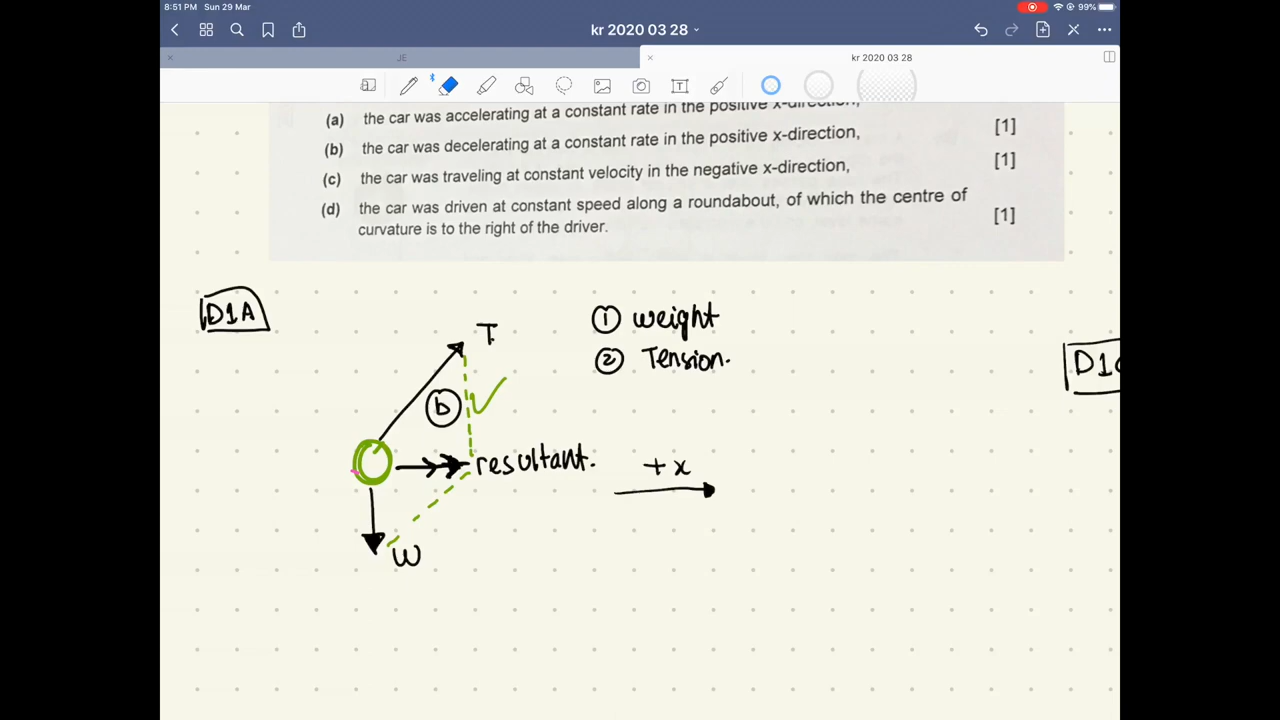 8:51 PM Sun 29 Mar
99%
kr 2020 03 28
JE
kr 2020 03 28
(a) the car was accelerating at a constant rate in the positive x-direction, [1]
(b) the car was decelerating at a constant rate in the positive x-direction, [1]
(c) the car was traveling at constant velocity in the negative x-direction,
(d) the car was driven at constant speed along a roundabout, of which the centre of [1]
curvature is to the right of the driver.
D1A
① weight
② Tension.
T
b
resultant.
+x
W